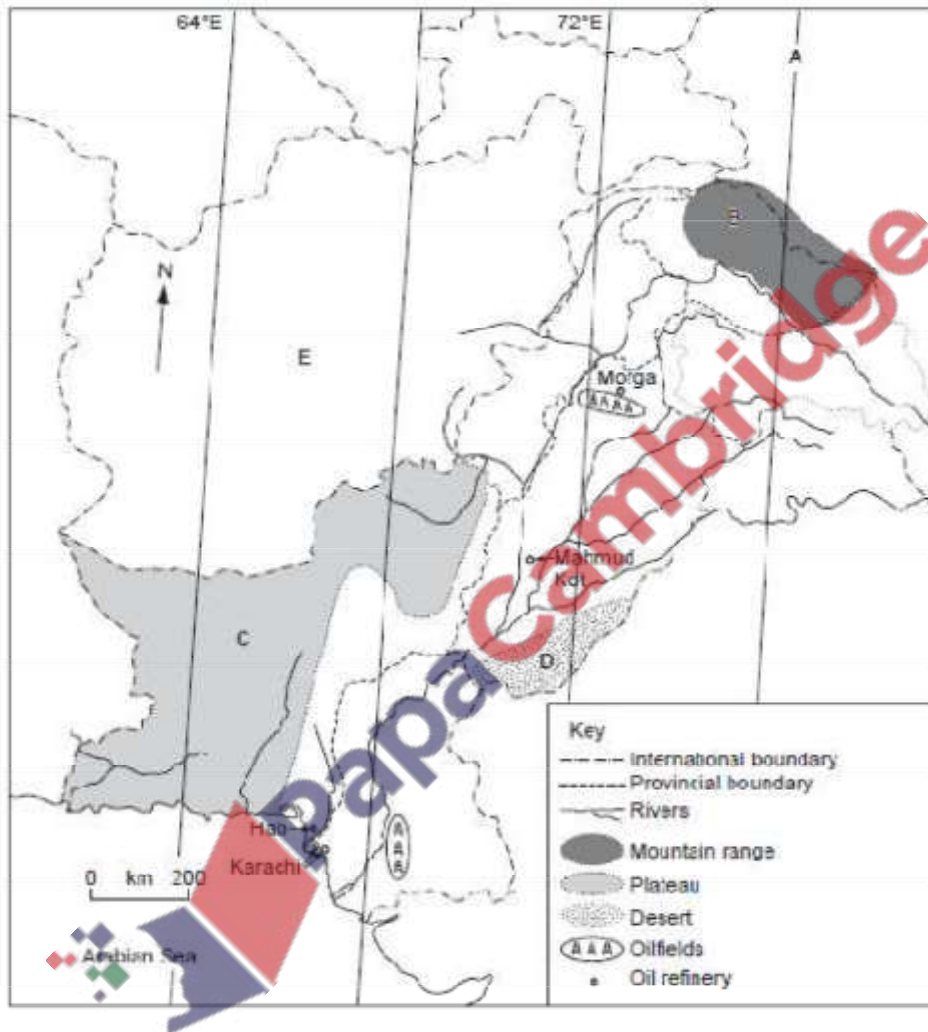 64°E
72°E
A
B
N
E
Morga
Mahmud
Kot
C
D
Hab
Karachi
0 km 200
Arabian Sea
Key
International boundary
Provincial boundary
Rivers
Mountain range
Plateau
Desert
A A A Oilfields
Oil refinery
PapaCambridge